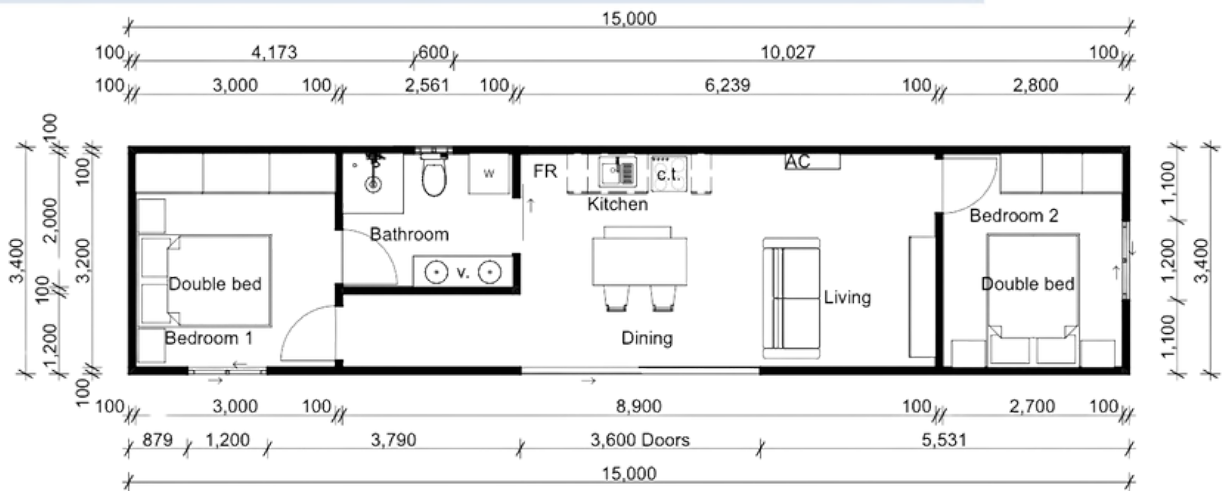 15,000
100 4,173 600 10,027 100
100 3,000 100 2,561 100 6,239 100 2,800
3,400
100 2,000 100 1,200
100 3,200 100
FR
W
c.t.
AC
Kitchen
Bathroom
Bedroom 2
v.
Double bed
Double bed
Living
Bedroom 1
Dining
1,100 1,200 1,100
3,400
100 3,000 100 8,900 100 2,700 100
879 1,200 3,790 3,600 Doors 5,531
15,000